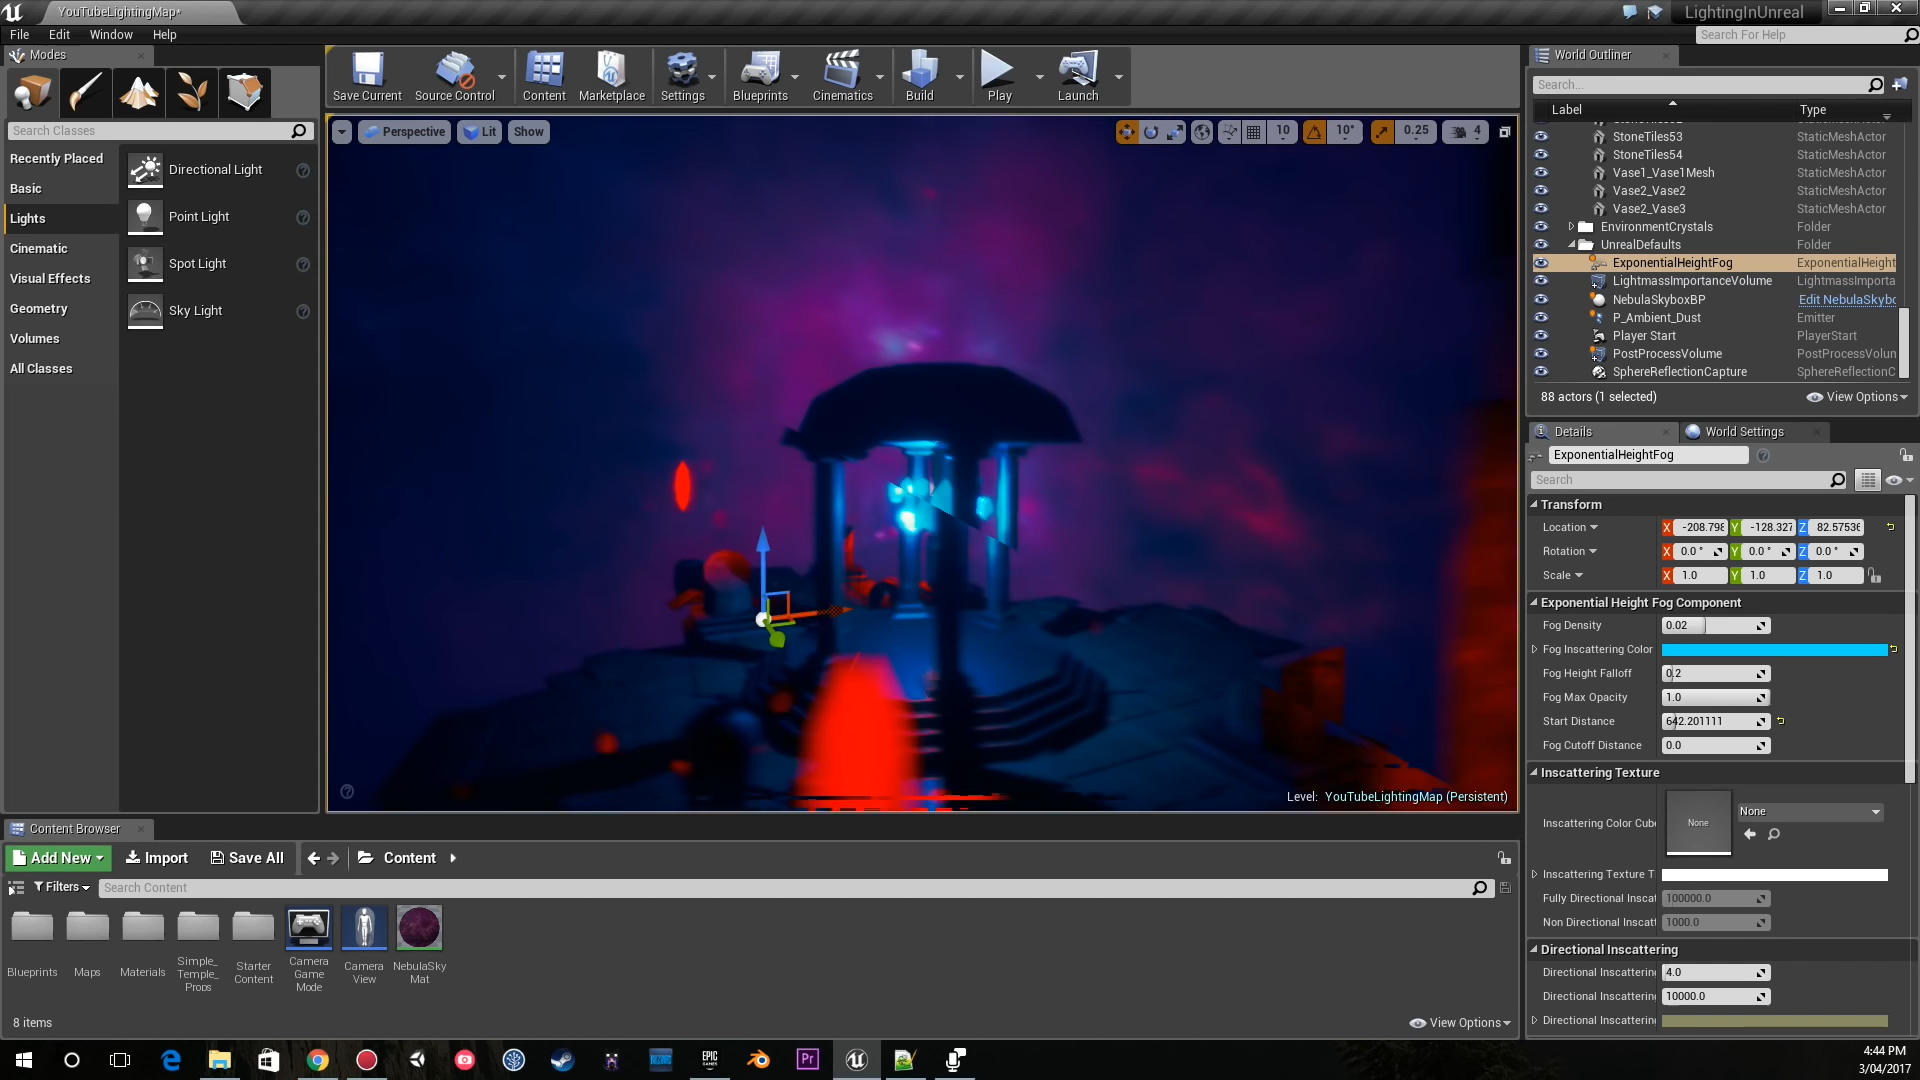 YouTubeLightingMap*
LightingInUnreal
File Edit Window Help
Search For Help
Modes
Search Classes
Recently Placed
Basic
Lights
Cinematic
Visual Effects
Geometry
Volumes
All Classes
Directional Light
Point Light
Spot Light
Sky Light
Save Current
Source Control
Content
Marketplace
Settings
Blueprints
Cinematics
Build
Play
Launch
Perspective Lit Show
10 10° 0.25 4
Level: YouTubeLightingMap (Persistent)
World Outliner
Search...
Label Type
StoneTiles53 StaticMeshActor
StoneTiles54 StaticMeshActor
Vase1_Vase1Mesh StaticMeshActor
Vase2_Vase2 StaticMeshActor
Vase2_Vase3 StaticMeshActor
EnvironmentCrystals Folder
UnrealDefaults Folder
ExponentialHeightFog ExponentialHeight
LightmassImportanceVolume LightmassImporta
NebulaSkyboxBP Edit NebulaSkybo
P_Ambient_Dust Emitter
Player Start PlayerStart
PostProcessVolume PostProcessVolun
SphereReflectionCapture SphereReflectionC
88 actors (1 selected) View Options
Details World Settings
ExponentialHeightFog
Search
Transform
Location X -208.798 Y -128.327 Z 82.57536
Rotation X 0.0 ° Y 0.0 ° Z 0.0 °
Scale X 1.0 Y 1.0 Z 1.0
Exponential Height Fog Component
Fog Density 0.02
Fog Inscattering Color
Fog Height Falloff 0.2
Fog Max Opacity 1.0
Start Distance 642.201111
Fog Cutoff Distance 0.0
Inscattering Texture
Inscattering Color Cube None None
Inscattering Texture T
Fully Directional Inscat 100000.0
Non Directional Inscatt 1000.0
Directional Inscattering
Directional Inscattering 4.0
Directional Inscattering 10000.0
Directional Inscattering
Content Browser
Add New Import Save All Content
Filters Search Content
Blueprints
Maps
Materials
Simple_
Temple_
Props
Starter
Content
Camera
Game
Mode
Camera
View
NebulaSky
Mat
8 items View Options
EPIC
GAMES
Pr
4:44 PM
3/04/2017